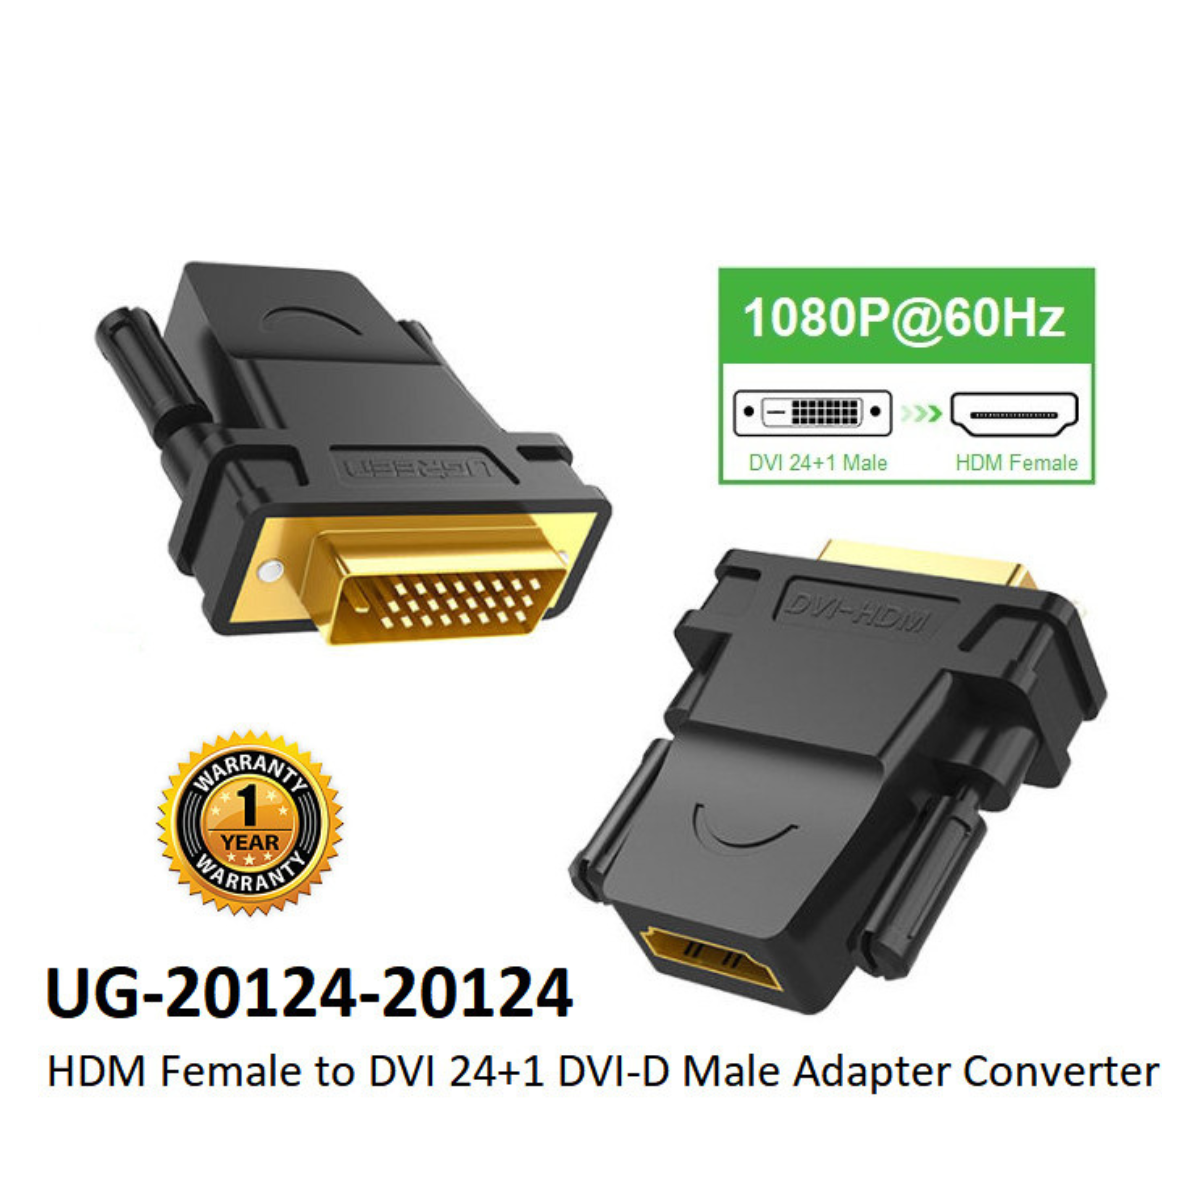 1080P@60Hz
DVI 24+1 Male
HDM Female
UGREEN
DVI-HDM
WARRANTY
1
YEAR
WARRANTY
UG-20124-20124
HDM Female to DVI 24+1 DVI-D Male Adapter Converter